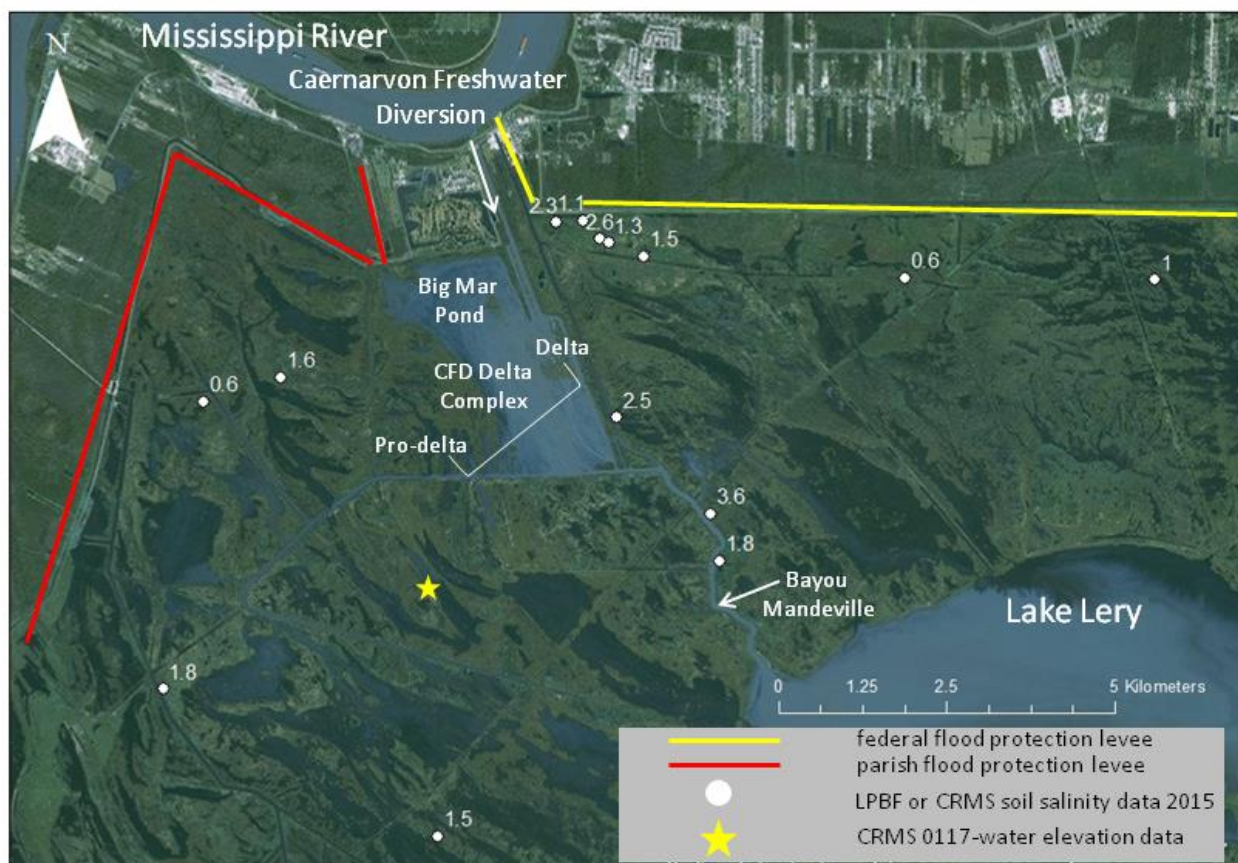 N
Mississippi River
Caernarvon Freshwater
Diversion
2.3
1.1
2.6
1.3
1.5
0.6
1
Big Mar
Pond
Delta
CFD Delta
Complex
1.6
0.6
2.5
Pro-delta
3.6
1.8
Bayou
Mandeville
Lake Lery
1.8
0 1.25 2.5 5 Kilometers
1.5
federal flood protection levee
parish flood protection levee
LPBF or CRMS soil salinity data 2015
CRMS 0117-water elevation data